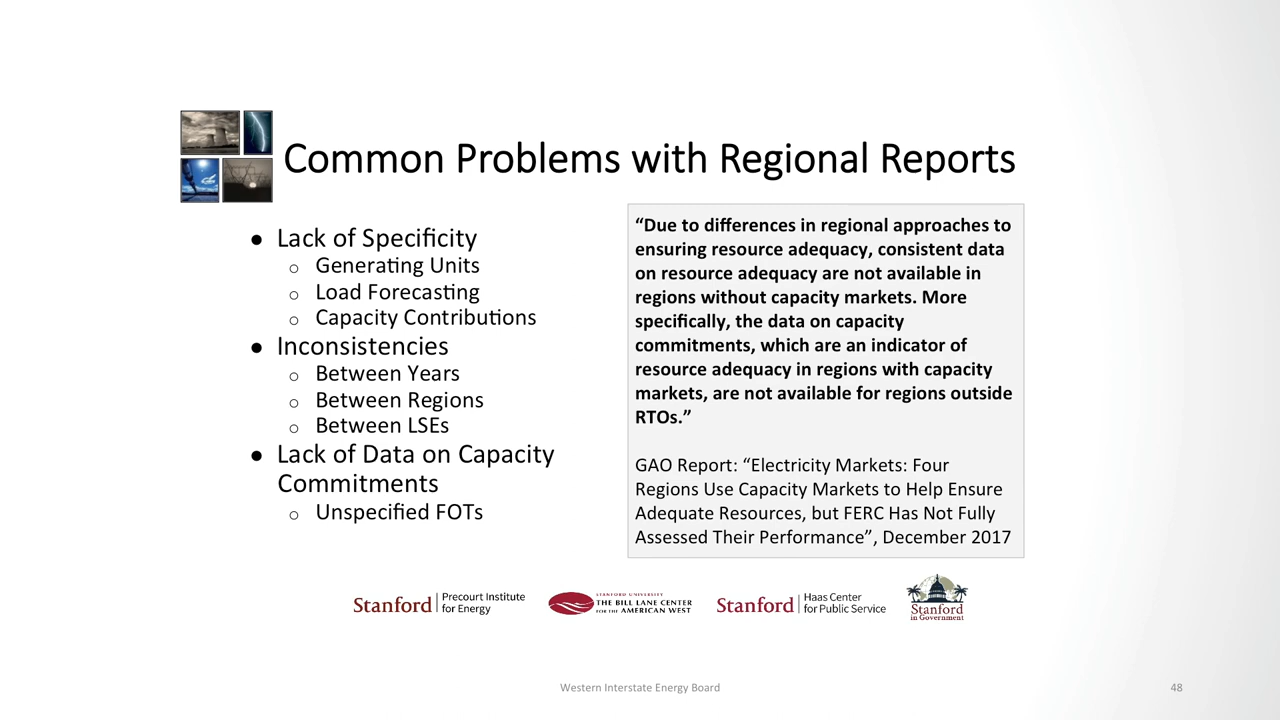 Common Problems with Regional Reports
● Lack of Specificity
o Generating Units
o Load Forecasting
o Capacity Contributions
● Inconsistencies
o Between Years
o Between Regions
o Between LSEs
● Lack of Data on Capacity
Commitments
o Unspecified FOTs
“Due to differences in regional approaches to
ensuring resource adequacy, consistent data
on resource adequacy are not available in
regions without capacity markets. More
specifically, the data on capacity
commitments, which are an indicator of
resource adequacy in regions with capacity
markets, are not available for regions outside
RTOs.”
GAO Report: “Electricity Markets: Four
Regions Use Capacity Markets to Help Ensure
Adequate Resources, but FERC Has Not Fully
Assessed Their Performance”, December 2017
Stanford | Precourt Institute
for Energy
STANFORD UNIVERSITY
THE BILL LANE CENTER
FOR THE AMERICAN WEST
Stanford | Haas Center
for Public Service
Stanford
in Government
Western Interstate Energy Board
48